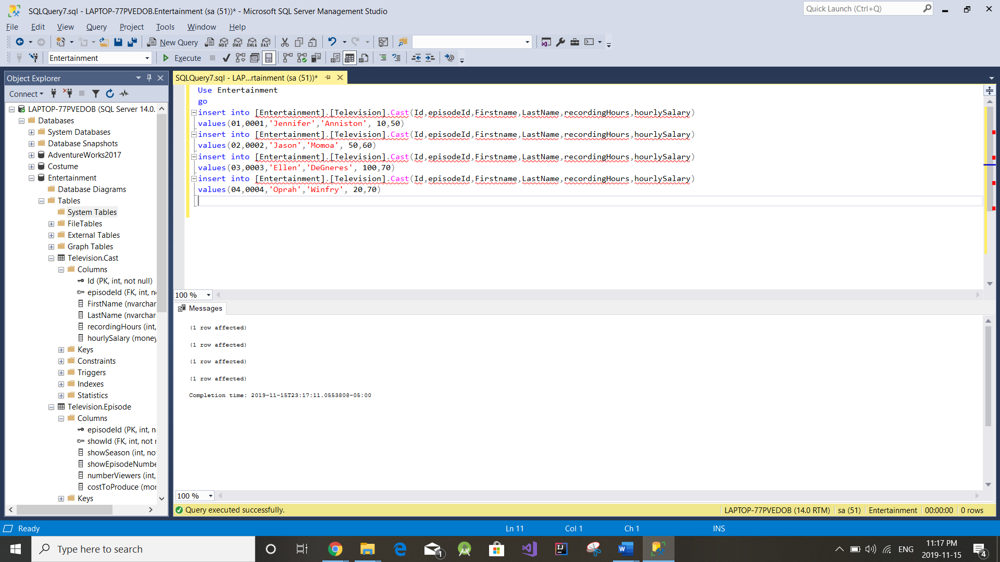 SQLQuery7.sql - LAPTOP-77PVEDOB.Entertainment (sa (51))* - Microsoft SQL Server Management Studio
Quick Launch (Ctrl+Q)
File Edit View Query Project Tools Window Help
New Query MDX DMX XMLA DAX
Entertainment Execute
Object Explorer
Connect
LAPTOP-77PVEDOB (SQL Server 14.0.
Databases
System Databases
Database Snapshots
AdventureWorks2017
Costume
Entertainment
Database Diagrams
Tables
System Tables
FileTables
External Tables
Graph Tables
Television.Cast
Columns
Id (PK, int, not null)
episodeId (FK, int, n
FirstName (nvarchar
LastName (nvarchar
recordingHours (int,
hourlySalary (money
Keys
Constraints
Triggers
Indexes
Statistics
Television.Episode
Columns
episodeId (PK, int, n
showId (FK, int, not r
showSeason (int, no
showEpisodeNumbe
numberViewers (int,
costToProduce (mor
Keys
SQLQuery7.sql - LAP...rtainment (sa (51))*
Use Entertainment
go
insert into [Entertainment].[Television].Cast(Id,episodeId,Firstname,LastName,recordingHours,hourlySalary)
values(01,0001,'Jennifer','Anniston', 10,50)
insert into [Entertainment].[Television].Cast(Id,episodeId,Firstname,LastName,recordingHours,hourlySalary)
values(02,0002,'Jason','Momoa', 50,60)
insert into [Entertainment].[Television].Cast(Id,episodeId,Firstname,LastName,recordingHours,hourlySalary)
values(03,0003,'Ellen','DeGneres', 100,70)
insert into [Entertainment].[Television].Cast(Id,episodeId,Firstname,LastName,recordingHours,hourlySalary)
values(04,0004,'Oprah','Winfry', 20,70)
100 %
Messages
(1 row affected)
(1 row affected)
(1 row affected)
(1 row affected)
Completion time: 2019-11-15T23:17:11.0553808-05:00
100 %
Query executed successfully.
LAPTOP-77PVEDOB (14.0 RTM) sa (51) Entertainment 00:00:00 0 rows
Ready Ln 11 Col 1 Ch 1 INS
Type here to search
1
ENG
11:17 PM
2019-11-15
4